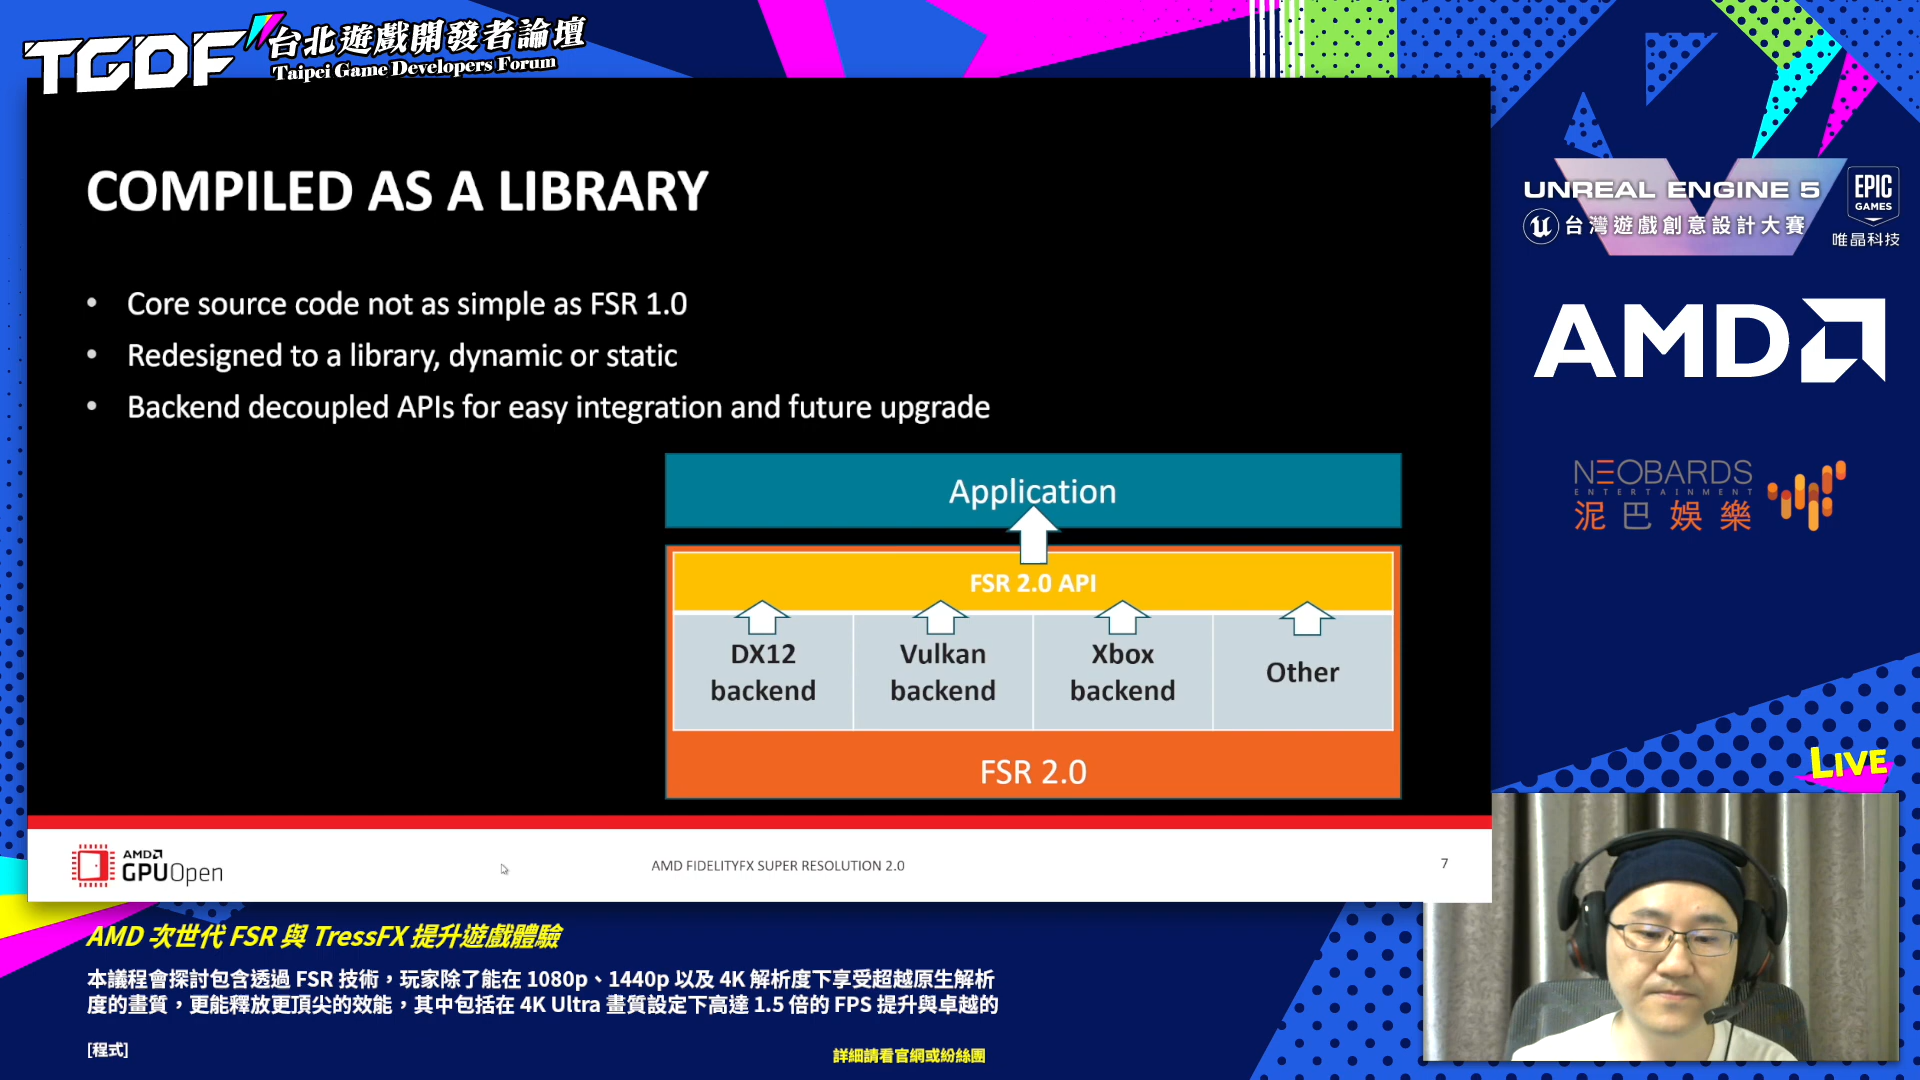 TGDF 台北遊戲開發者論壇
Taipei Game Developers Forum
COMPILED AS A LIBRARY
• Core source code not as simple as FSR 1.0
• Redesigned to a library, dynamic or static
• Backend decoupled APIs for easy integration and future upgrade
Application
FSR 2.0 API
DX12 backend
Vulkan backend
Xbox backend
Other
FSR 2.0
AMD
GPUOpen
AMD FIDELITYFX SUPER RESOLUTION 2.0
7
UNREAL ENGINE 5
台灣遊戲創意設計大賽
EPIC
GAMES
唯晶科技
AMD
NEOBARDS
ENTERTAINMENT
泥巴娛樂
LIVE
AMD 次世代 FSR 與 TressFX 提升遊戲體驗
本議程會探討包含透過 FSR 技術，玩家除了能在 1080p、1440p 以及 4K 解析度下享受超越原生解析
度的畫質，更能釋放更頂尖的效能，其中包括在 4K Ultra 畫質設定下高達 1.5 倍的 FPS 提升與卓越的
[程式]
詳細請看官網或粉絲團